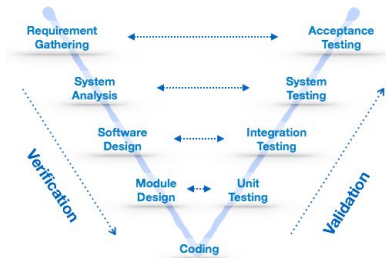 Requirement
Gathering
Acceptance
Testing
System
Analysis
System
Testing
Software
Design
Integration
Testing
Module
Design
Unit
Testing
Coding
Verification
Validation